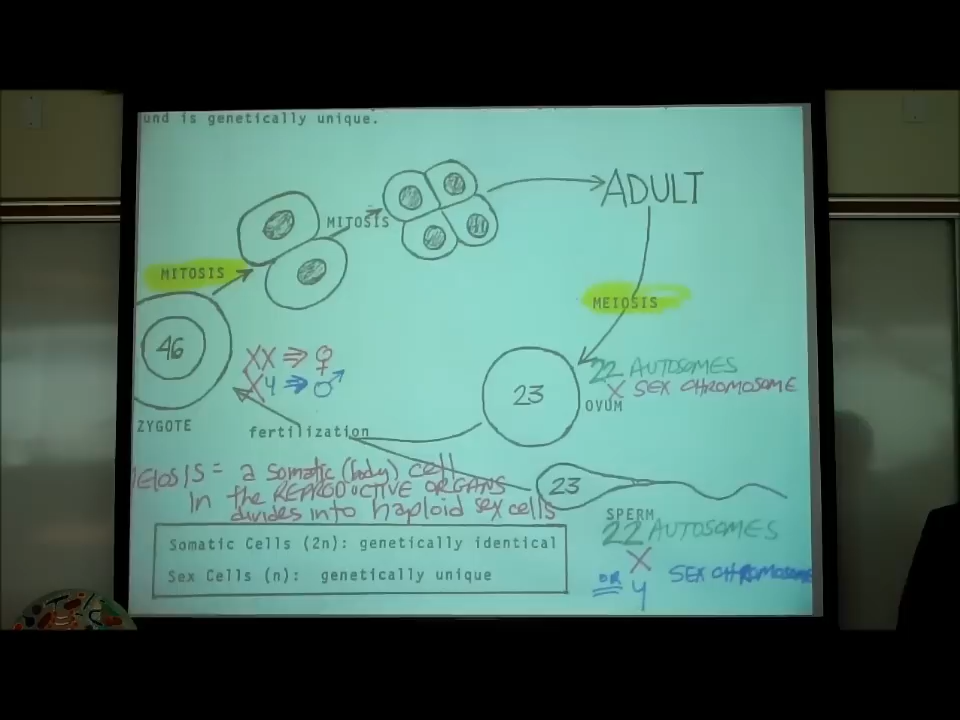 und is genetically unique.
ADULT
MITOSIS
MITOSIS
MEIOSIS
46
XX ⇒ ♀
XY ⇒ ♂
23
22 AUTOSOMES
X SEX CHROMOSOME
OVUM
ZYGOTE
fertilization
EIOSIS = a somatic (body) cell
In the REPRODUCTIVE ORGANS
divides into haploid sex cells
23
SPERM
22 AUTOSOMES
X
OR Y SEX CHROMOSOME
Somatic Cells (2n): genetically identical
Sex Cells (n): genetically unique